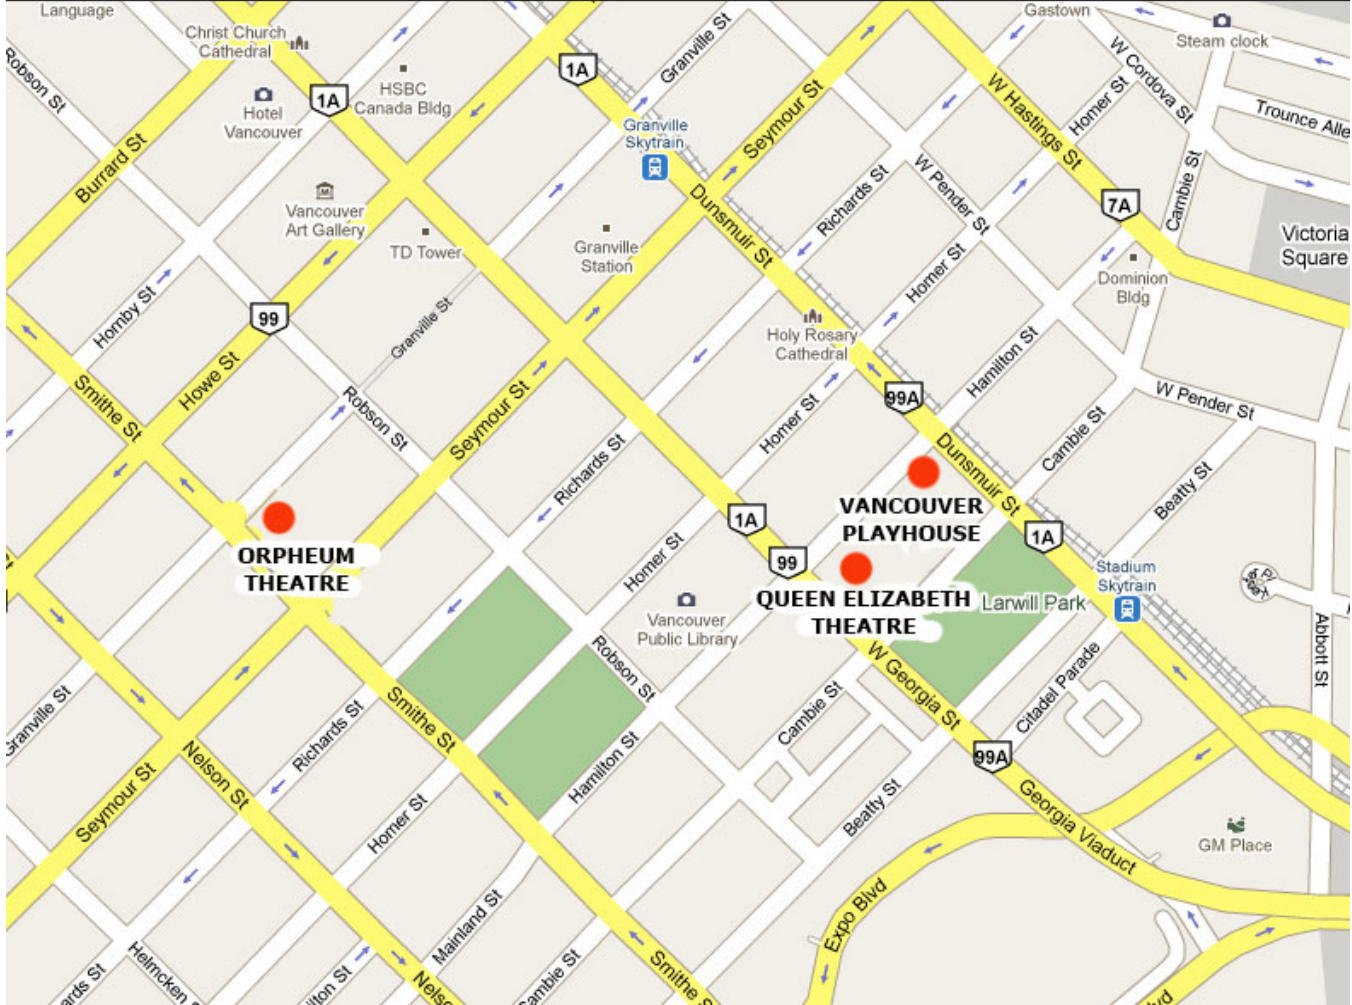 Language
Christ Church
Cathedral
Robson St
1A
HSBC
Canada Bldg
Hotel
Vancouver
Burrard St
1A
Granville St
Granville
Skytrain
Seymour St
Gastown
Steam clock
W Cordova St
W Hastings St
Homer St
Trounce Alle
Cambie St
Vancouver
Art Gallery
TD Tower
Granville
Station
Dunsmuir St
Richards St
W Pender St
7A
Victoria
Square
Homer St
Dominion
Bldg
Hornby St
99
Granville St
Holy Rosary
Cathedral
Hamilton St
Smithe St
Howe St
Robson St
Seymour St
Homer St
99A
W Pender St
Dunsmuir St
Cambie St
Richards St
Beatty St
VANCOUVER
PLAYHOUSE
1A
1A
99
ORPHEUM
THEATRE
Homer St
QUEEN ELIZABETH
THEATRE
Larwill Park
Stadium
Skytrain
Pl
Abbott St
Vancouver
Public Library
Robson St
W Georgia St
Citadel Parade
Granville St
Richards St
Smithe St
Cambie St
Nelson St
Hamilton St
99A
Seymour St
Homer St
Beatty St
Georgia Viaduct
GM Place
Expo Blvd
Mainland St
Helmcken
ards St
ilton St
Nelso
Cambie St
Smithe S
lvd